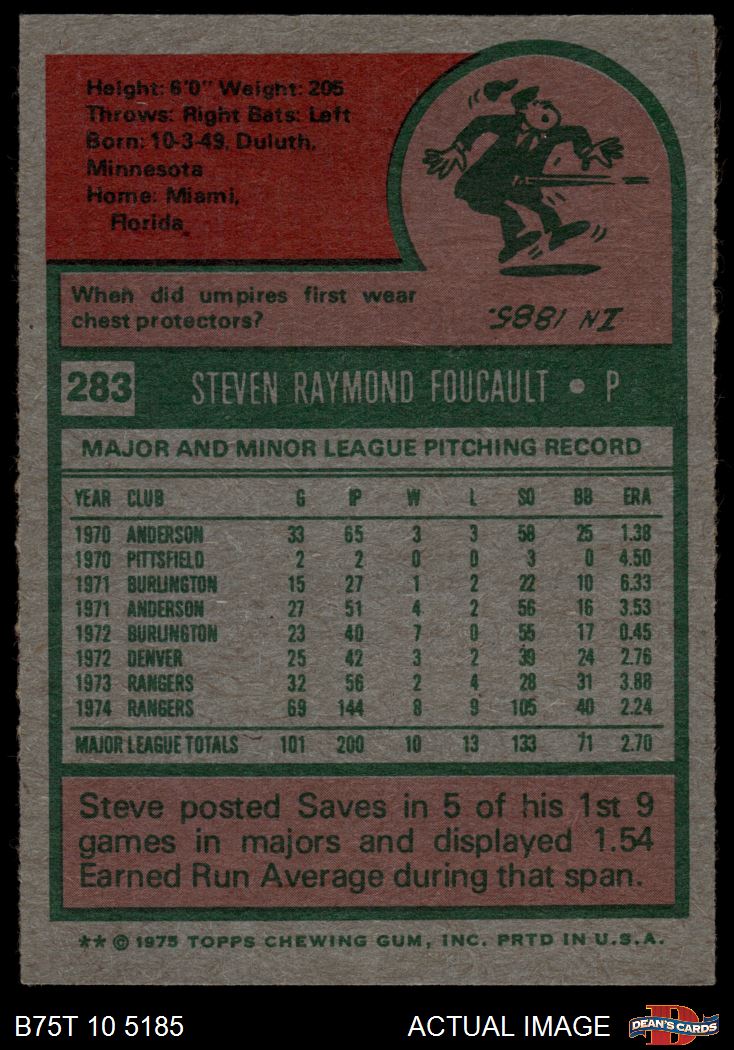 Height: 6'0" Weight: 205
Throws: Right Bats: Left
Born: 10-3-49, Duluth,
Minnesota
Home: Miami,
Florida
When did umpires first wear
chest protectors?
IN 1885.
283 STEVEN RAYMOND FOUCAULT • P
MAJOR AND MINOR LEAGUE PITCHING RECORD
YEAR CLUB G IP W L SO BB ERA
1970 ANDERSON 33 65 3 3 58 25 1.38
1970 PITTSFIELD 2 2 0 0 3 0 4.50
1971 BURLINGTON 15 27 1 2 22 10 6.33
1971 ANDERSON 27 51 4 2 56 16 3.53
1972 BURLINGTON 23 40 7 0 55 17 0.45
1972 DENVER 25 42 3 2 39 24 2.76
1973 RANGERS 32 56 2 4 28 31 3.88
1974 RANGERS 69 144 8 9 105 40 2.24
MAJOR LEAGUE TOTALS 101 200 10 13 133 71 2.70
Steve posted Saves in 5 of his 1st 9
games in majors and displayed 1.54
Earned Run Average during that span.
** © 1975 TOPPS CHEWING GUM, INC. PRTD IN U.S.A.
B75T 10 5185 ACTUAL IMAGE DEAN'S CARDS